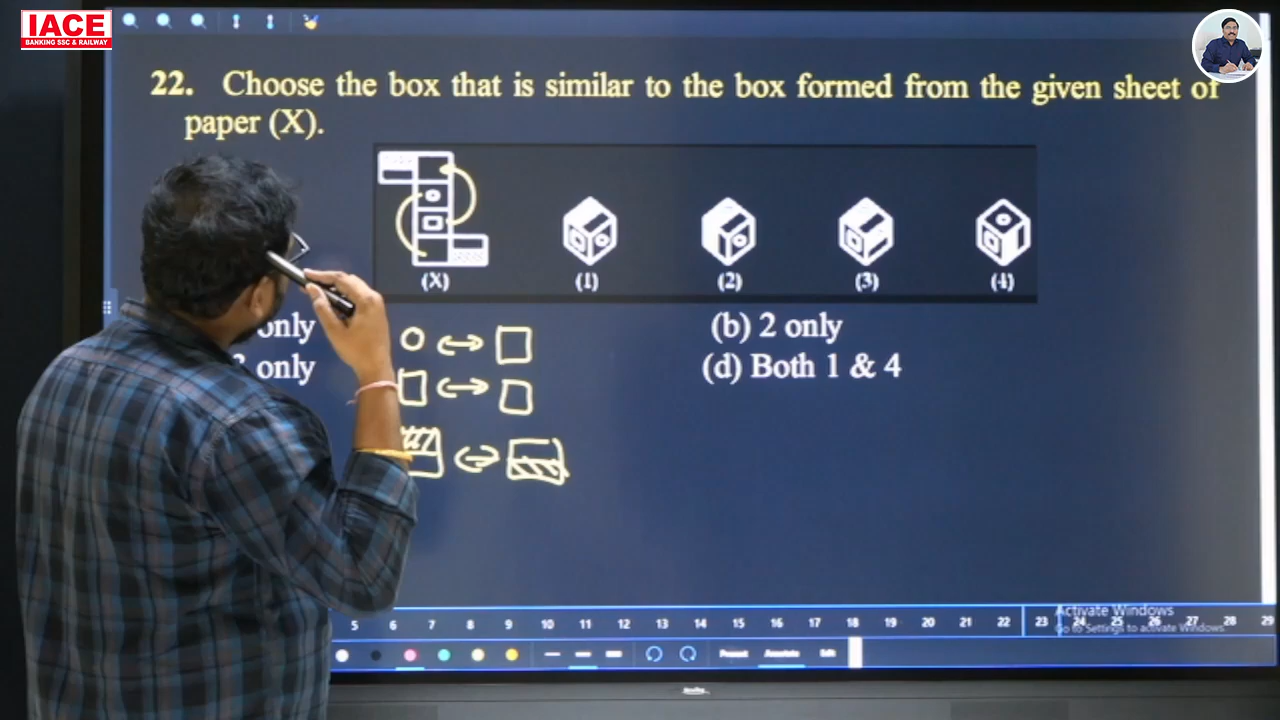 IACE
BANKING SSC & RAILWAY
22. Choose the box that is similar to the box formed from the given sheet of
paper (X).
(X) (1) (2) (3) (4)
only (b) 2 only
only (d) Both 1 & 4
5 6 7 8 9 10 11 12 13 14 15 16 17 18 19 20 21 22 23 24 25 26 27 28 29
Activate Windows
Go to Settings to activate Windows.
Present Annotate Edit